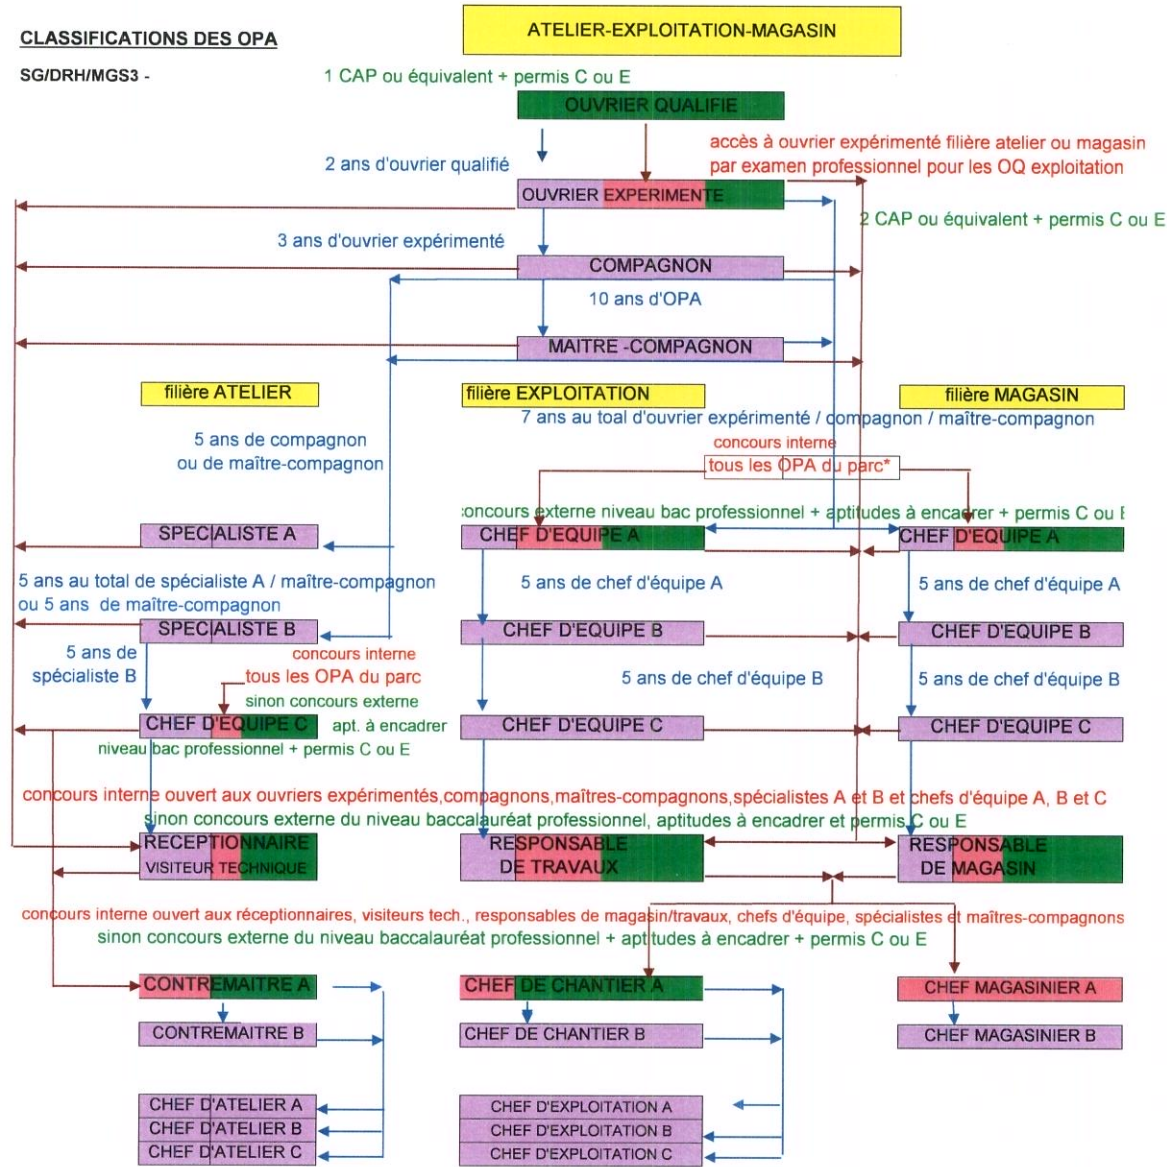 CLASSIFICATIONS DES OPA
ATELIER-EXPLOITATION-MAGASIN
SG/DRH/MGS3 -
1 CAP ou équivalent + permis C ou E
OUVRIER QUALIFIE
accès à ouvrier expérimenté filière atelier ou magasin
par examen professionnel pour les OQ exploitation
2 ans d'ouvrier qualifié
OUVRIER EXPERIMENTE
2 CAP ou équivalent + permis C ou E
3 ans d'ouvrier expérimenté
COMPAGNON
10 ans d'OPA
MAITRE -COMPAGNON
filière ATELIER
filière EXPLOITATION
filière MAGASIN
7 ans au toal d'ouvrier expérimenté / compagnon / maître-compagnon
5 ans de compagnon
ou de maître-compagnon
concours interne
tous les OPA du parc*
concours externe niveau bac professionnel + aptitudes à encadrer + permis C ou E
SPECIALISTE A
CHEF D'EQUIPE A
CHEF D'EQUIPE A
5 ans au total de spécialiste A / maître-compagnon
ou 5 ans de maître-compagnon
5 ans de chef d'équipe A
5 ans de chef d'équipe A
SPECIALISTE B
CHEF D'EQUIPE B
CHEF D'EQUIPE B
5 ans de
spécialiste B
concours interne
tous les OPA du parc
sinon concours externe
5 ans de chef d'équipe B
5 ans de chef d'équipe B
CHEF D'EQUIPE C
apt. à encadrer
CHEF D'EQUIPE C
CHEF D'EQUIPE C
niveau bac professionnel + permis C ou E
concours interne ouvert aux ouvriers expérimentés,compagnons,maîtres-compagnons,spécialistes A et B et chefs d'équipe A, B et C
sinon concours externe du niveau baccalauréat professionnel, aptitudes à encadrer et permis C ou E
RECEPTIONNAIRE
VISITEUR TECHNIQUE
RESPONSABLE
DE TRAVAUX
RESPONSABLE
DE MAGASIN
concours interne ouvert aux réceptionnaires, visiteurs tech., responsables de magasin/travaux, chefs d'équipe, spécialistes et maîtres-compagnons
sinon concours externe du niveau baccalauréat professionnel + aptitudes à encadrer + permis C ou E
CONTREMAITRE A
CHEF DE CHANTIER A
CHEF MAGASINIER A
CONTREMAITRE B
CHEF DE CHANTIER B
CHEF MAGASINIER B
CHEF D'ATELIER A
CHEF D'ATELIER B
CHEF D'ATELIER C
CHEF D'EXPLOITATION A
CHEF D'EXPLOITATION B
CHEF D'EXPLOITATION C